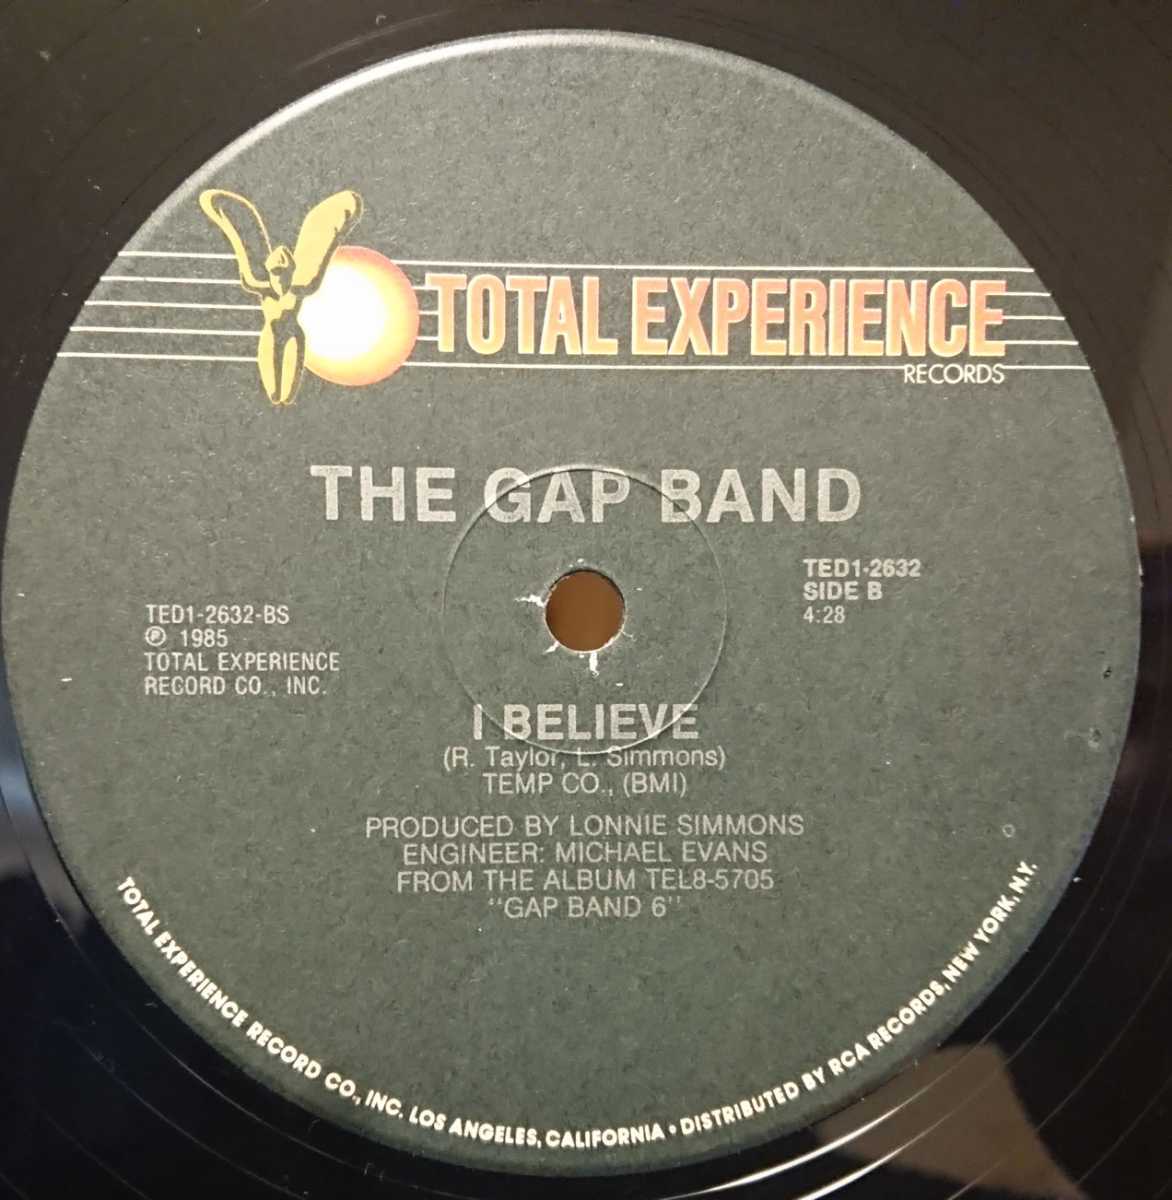 TOTAL EXPERIENCE
RECORDS
THE GAP BAND
TED1-2632
SIDE B
4:28
TED1-2632-BS
℗ 1985
TOTAL EXPERIENCE
RECORD CO., INC.
I BELIEVE
(R. Taylor, L. Simmons)
TEMP CO., (BMI)
PRODUCED BY LONNIE SIMMONS
ENGINEER: MICHAEL EVANS
FROM THE ALBUM TEL8-5705
"GAP BAND 6"
TOTAL EXPERIENCE RECORD CO., INC. LOS ANGELES, CALIFORNIA • DISTRIBUTED BY RCA RECORDS, NEW YORK, N.Y.